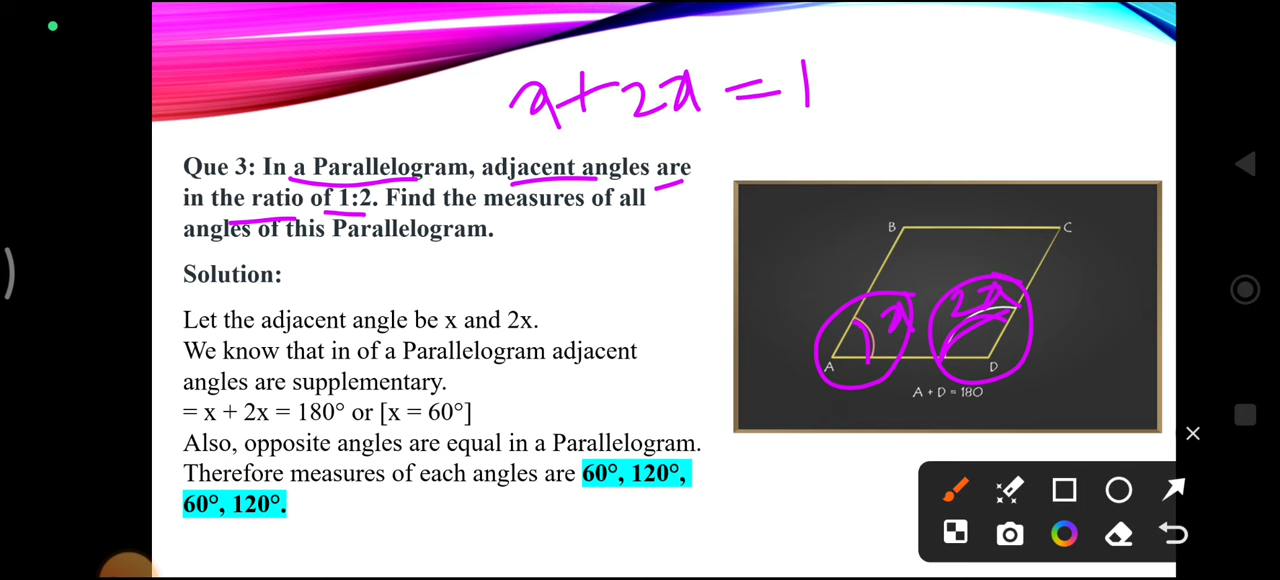 x+2x = 1
Que 3: In a Parallelogram, adjacent angles are
in the ratio of 1:2. Find the measures of all
angles of this Parallelogram.
Solution:
Let the adjacent angle be x and 2x.
We know that in of a Parallelogram adjacent
angles are supplementary.
= x + 2x = 180° or [x = 60°]
Also, opposite angles are equal in a Parallelogram.
Therefore measures of each angles are 60°, 120°,
60°, 120°.
B C
x 2x
A D
A + D = 180